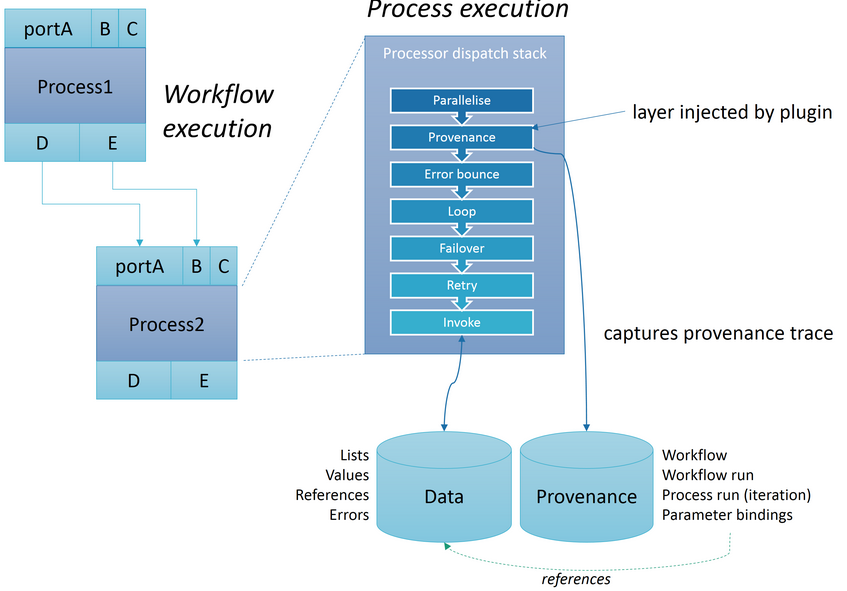 Process execution
portA B C
Process1
D E
Workflow
execution
portA B C
Process2
D E
Processor dispatch stack
Parallelise
Provenance
Error bounce
Loop
Failover
Retry
Invoke
layer injected by plugin
captures provenance trace
Lists
Values
References
Errors
Data
Provenance
Workflow
Workflow run
Process run (iteration)
Parameter bindings
references